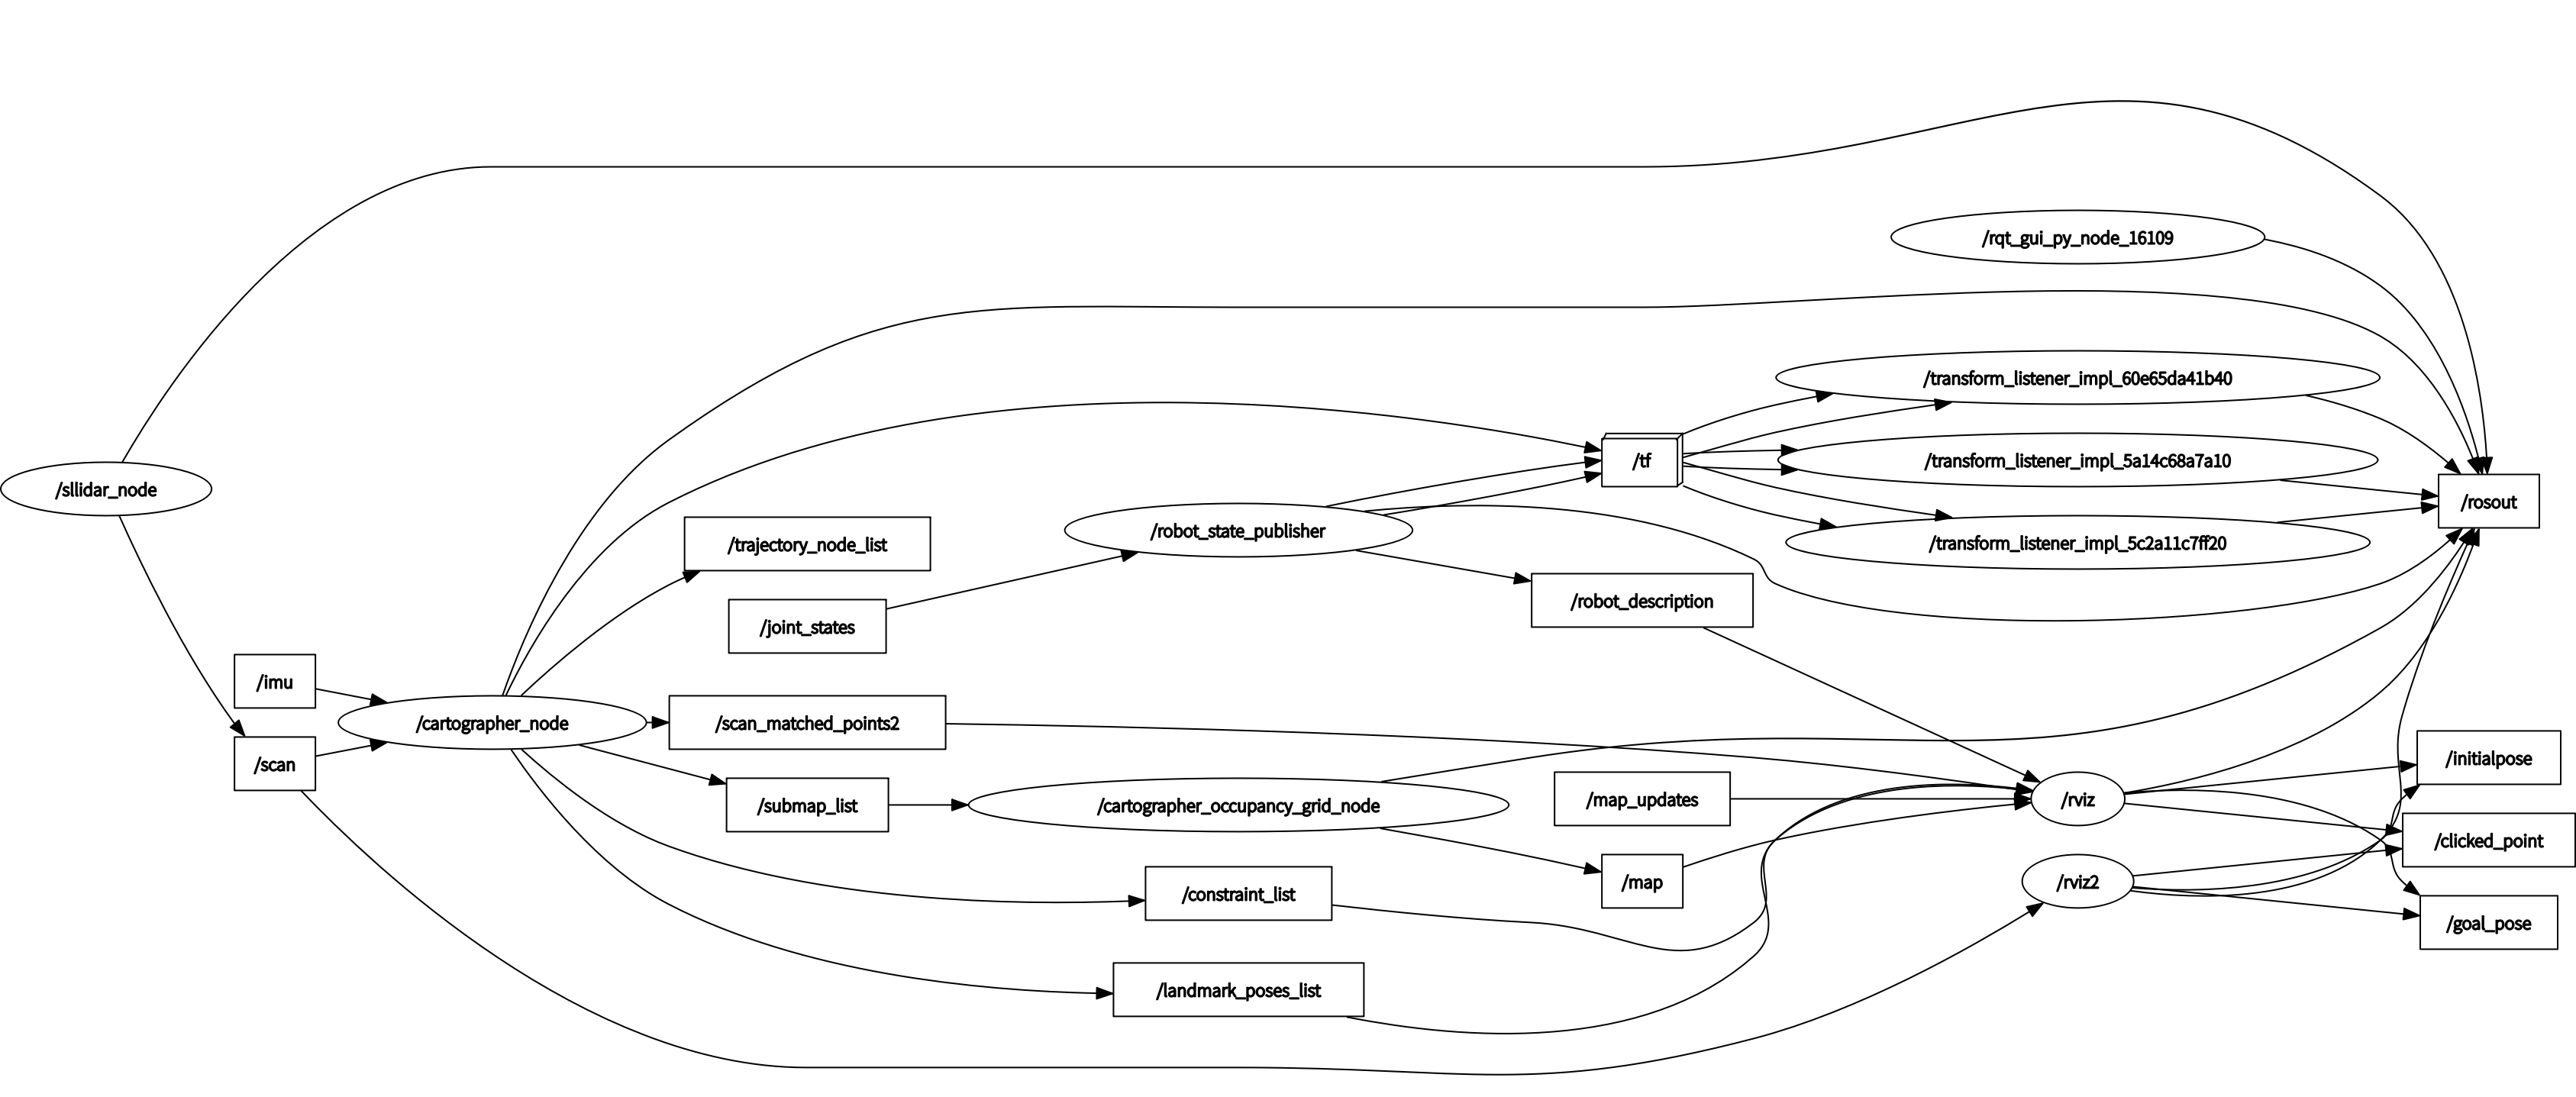 /rqt_gui_py_node_16109
/transform_listener_impl_60e65da41b40
/tf
/transform_listener_impl_5a14c68a7a10
/sllidar_node
/rosout
/robot_state_publisher
/trajectory_node_list
/transform_listener_impl_5c2a11c7ff20
/robot_description
/joint_states
/imu
/cartographer_node
/scan_matched_points2
/scan
/initialpose
/map_updates
/rviz
/submap_list
/cartographer_occupancy_grid_node
/clicked_point
/map
/rviz2
/constraint_list
/goal_pose
/landmark_poses_list